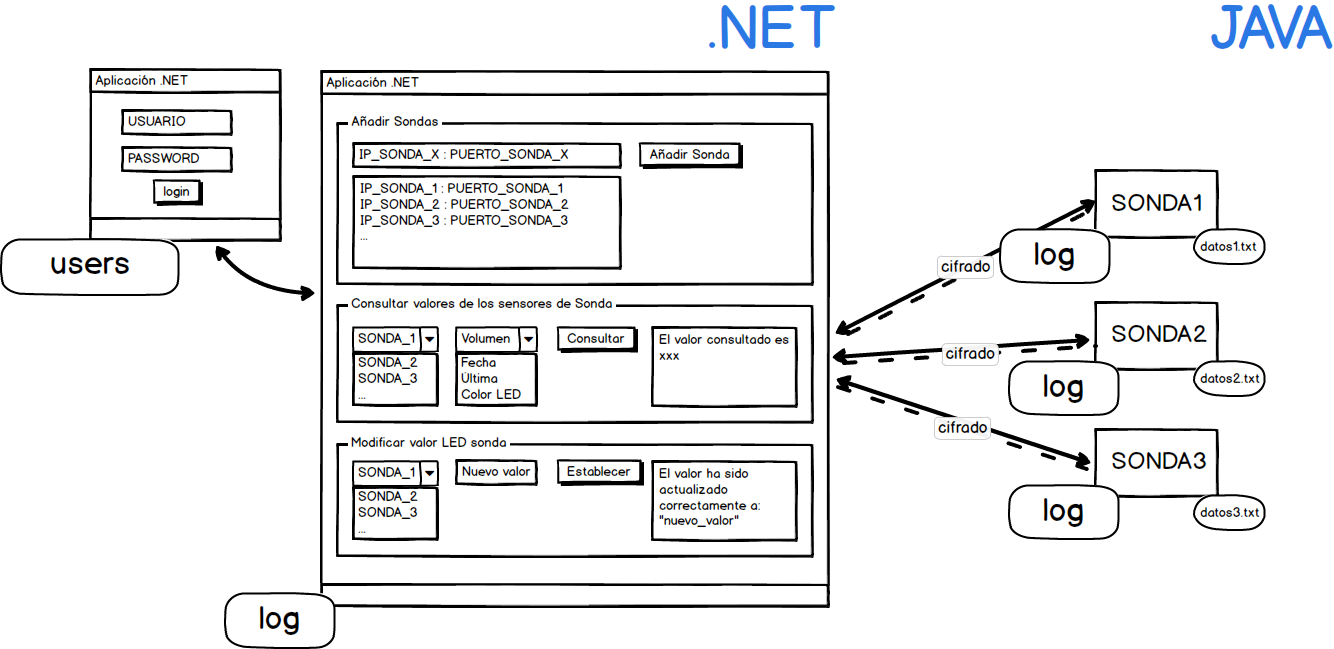 .NET
JAVA
Aplicación .NET
USUARIO
PASSWORD
login
users
Aplicación .NET
Añadir Sondas
IP_SONDA_X : PUERTO_SONDA_X
Añadir Sonda
IP_SONDA_1 : PUERTO_SONDA_1
IP_SONDA_2 : PUERTO_SONDA_2
IP_SONDA_3 : PUERTO_SONDA_3
...
Consultar valores de los sensores de Sonda
SONDA_1
SONDA_2
SONDA_3
...
Volumen
Fecha
Última
Color LED
Consultar
El valor consultado es
xxx
Modificar valor LED sonda
SONDA_1
SONDA_2
SONDA_3
...
Nuevo valor
Establecer
El valor ha sido
actualizado
correctamente a:
"nuevo_valor"
log
cifrado
SONDA1
log
datos1.txt
cifrado
SONDA2
log
datos2.txt
cifrado
SONDA3
log
datos3.txt